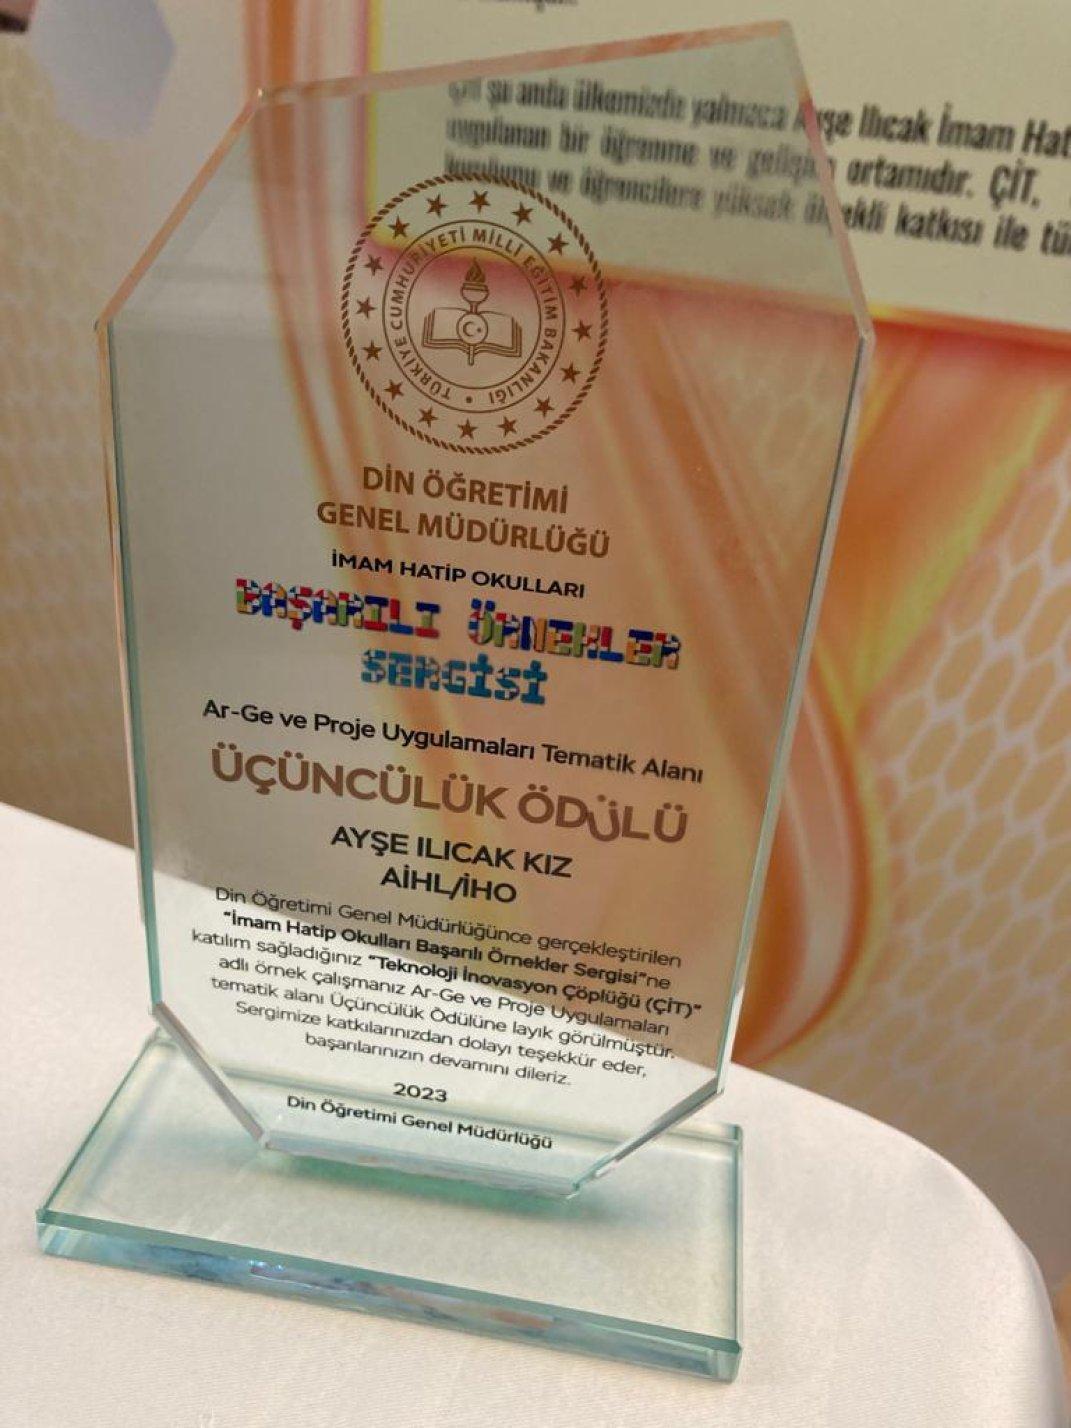 şu anda ülkemizde yalnızca Ayşe Ilıcak İmam Hat
uygulanan bir öğrenme ve gelişim ortamıdır. ÇİT,
ve öğrencilere yüksek katkısı ile
TÜRKİYE CUMHURİYETİ MİLLİ EĞİTİM BAKANLIĞI
DİN ÖĞRETİMİ
GENEL MÜDÜRLÜĞÜ
İMAM HATİP OKULLARI
BAŞARILI ÖRNEKLER
SERGİSİ
Ar-Ge ve Proje Uygulamaları Tematik Alanı
ÜÇÜNCÜLÜK ÖDÜLÜ
AYŞE ILICAK KIZ
AİHL/İHO
Din Öğretimi Genel Müdürlüğünce gerçekleştirilen
"İmam Hatip Okulları Başarılı Örnekler Sergisi"ne
katılım sağladığınız "Teknoloji İnovasyon Çöplüğü (ÇİT)"
adlı örnek çalışmanız Ar-Ge ve Proje Uygulamaları
tematik alanı Üçüncülük Ödülüne layık görülmüştür.
Sergimize katkılarınızdan dolayı teşekkür eder,
başarılarınızın devamını dileriz.
2023
Din Öğretimi Genel Müdürlüğü